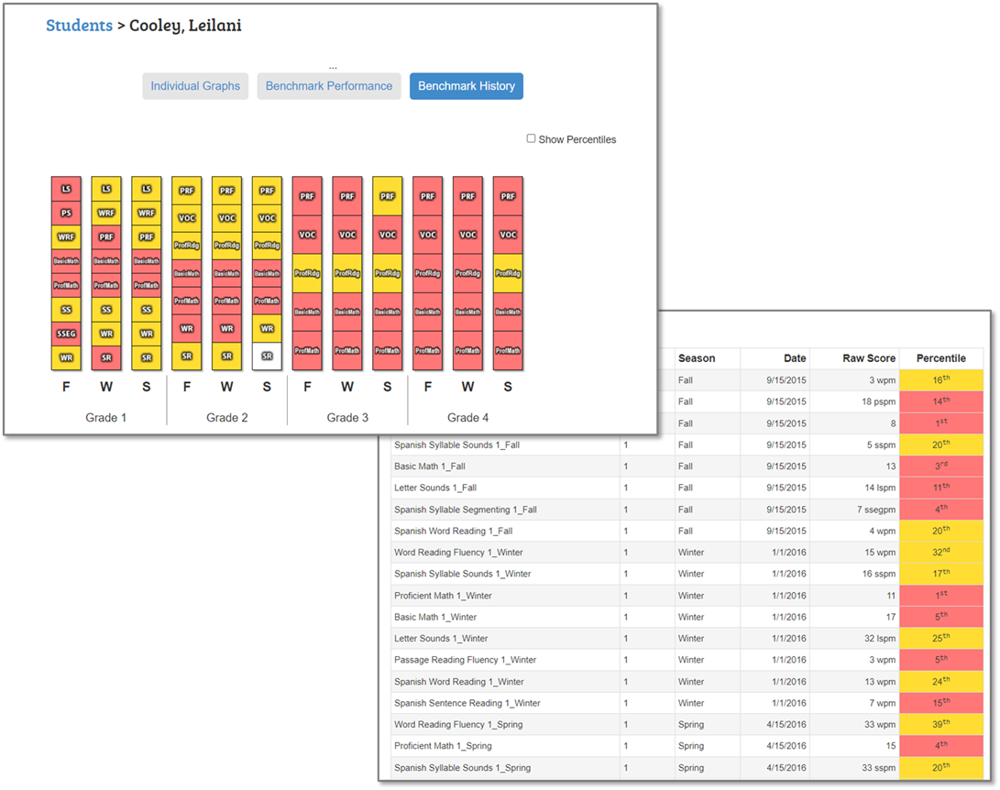 Students > Cooley, Leilani
...
Individual Graphs Benchmark Performance Benchmark History
Show Percentiles
LS LS LS PRF PRF PRF PRF PRF PRF PRF PRF PRF
PS WRF WRF VOC VOC VOC VOC VOC VOC VOC VOC VOC
WRF PRF PRF ProfRdg ProfRdg ProfRdg ProfRdg ProfRdg ProfRdg ProfRdg ProfRdg ProfRdg
BasicMath BasicMath BasicMath BasicMath BasicMath BasicMath BasicMath BasicMath BasicMath BasicMath BasicMath BasicMath
ProfMath ProfMath ProfMath ProfMath ProfMath ProfMath ProfMath ProfMath ProfMath ProfMath ProfMath ProfMath
SS SS SS WR WR WR
SSEG WR WR SR SR SR
WR SR SR
F W S F W S F W S F W S
Grade 1 Grade 2 Grade 3 Grade 4
Season Date Raw Score Percentile
Fall 9/15/2015 3 wpm 16th
Fall 9/15/2015 18 pspm 14th
Fall 9/15/2015 8 1st
Spanish Syllable Sounds 1_Fall 1 Fall 9/15/2015 5 sspm 20th
Basic Math 1_Fall 1 Fall 9/15/2015 13 3rd
Letter Sounds 1_Fall 1 Fall 9/15/2015 14 lspm 11th
Spanish Syllable Segmenting 1_Fall 1 Fall 9/15/2015 7 ssegpm 4th
Spanish Word Reading 1_Fall 1 Fall 9/15/2015 4 wpm 20th
Word Reading Fluency 1_Winter 1 Winter 1/1/2016 15 wpm 32nd
Spanish Syllable Sounds 1_Winter 1 Winter 1/1/2016 16 sspm 17th
Proficient Math 1_Winter 1 Winter 1/1/2016 11 1st
Basic Math 1_Winter 1 Winter 1/1/2016 17 5th
Letter Sounds 1_Winter 1 Winter 1/1/2016 32 lspm 25th
Passage Reading Fluency 1_Winter 1 Winter 1/1/2016 3 wpm 5th
Spanish Word Reading 1_Winter 1 Winter 1/1/2016 13 wpm 24th
Spanish Sentence Reading 1_Winter 1 Winter 1/1/2016 7 wpm 15th
Word Reading Fluency 1_Spring 1 Spring 4/15/2016 33 wpm 39th
Proficient Math 1_Spring 1 Spring 4/15/2016 15 4th
Spanish Syllable Sounds 1_Spring 1 Spring 4/15/2016 33 sspm 20th